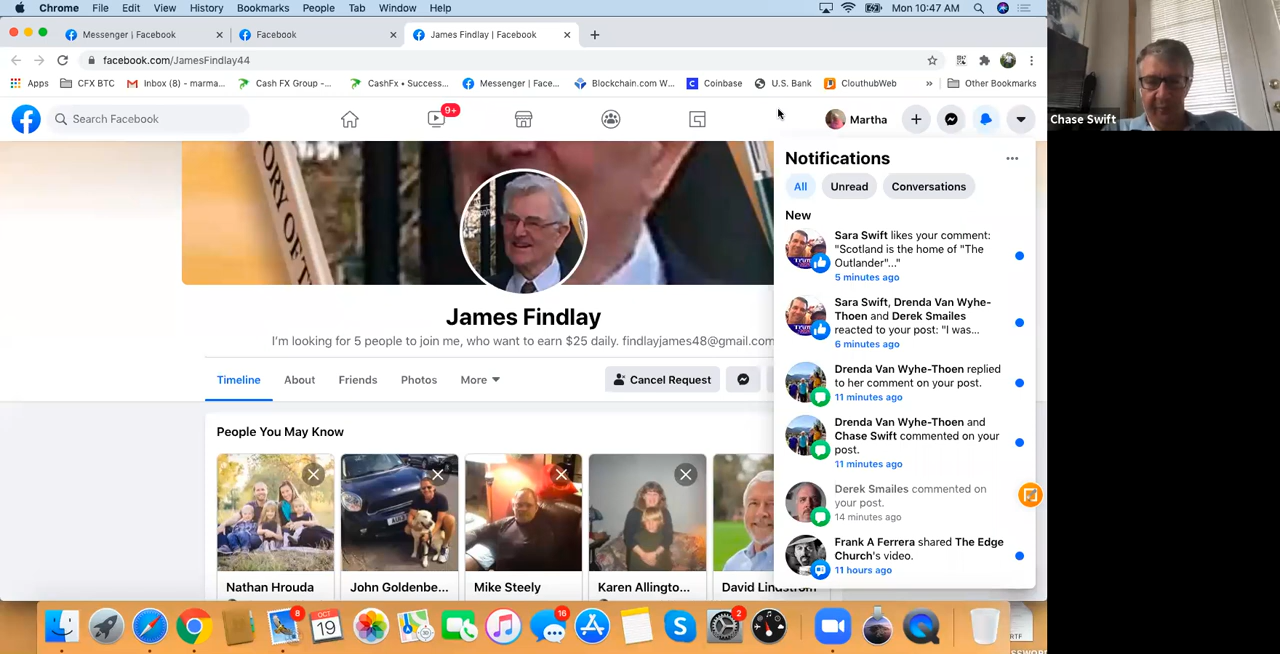 Chrome File Edit View History Bookmarks People Tab Window Help Mon 10:47 AM
Messenger | Facebook Facebook James Findlay | Facebook
facebook.com/JamesFindlay44
Apps CFX BTC Inbox (8) - marma... Cash FX Group -... CashFx • Success... Messenger | Face... Blockchain.com W... Coinbase U.S. Bank ClouthubWeb » Other Bookmarks
Search Facebook 9+ Martha
Chase Swift
ORY OF T
James Findlay
I'm looking for 5 people to join me, who want to earn $25 daily. findlayjames48@gmail.com
Timeline About Friends Photos More Cancel Request
People You May Know
Nathan Hrouda John Goldenbe... Mike Steely Karen Allingto... David Lindstrom
Notifications
All Unread Conversations
New
Sara Swift likes your comment:
"Scotland is the home of "The
Outlander"..."
5 minutes ago
Sara Swift, Drenda Van Wyhe-
Thoen and Derek Smailes
reacted to your post: "I was...
6 minutes ago
Drenda Van Wyhe-Thoen replied
to her comment on your post.
11 minutes ago
Drenda Van Wyhe-Thoen and
Chase Swift commented on your
post.
11 minutes ago
Derek Smailes commented on
your post.
14 minutes ago
Frank A Ferrera shared The Edge
Church's video.
11 hours ago
8 OCT 19 16 2
RTF